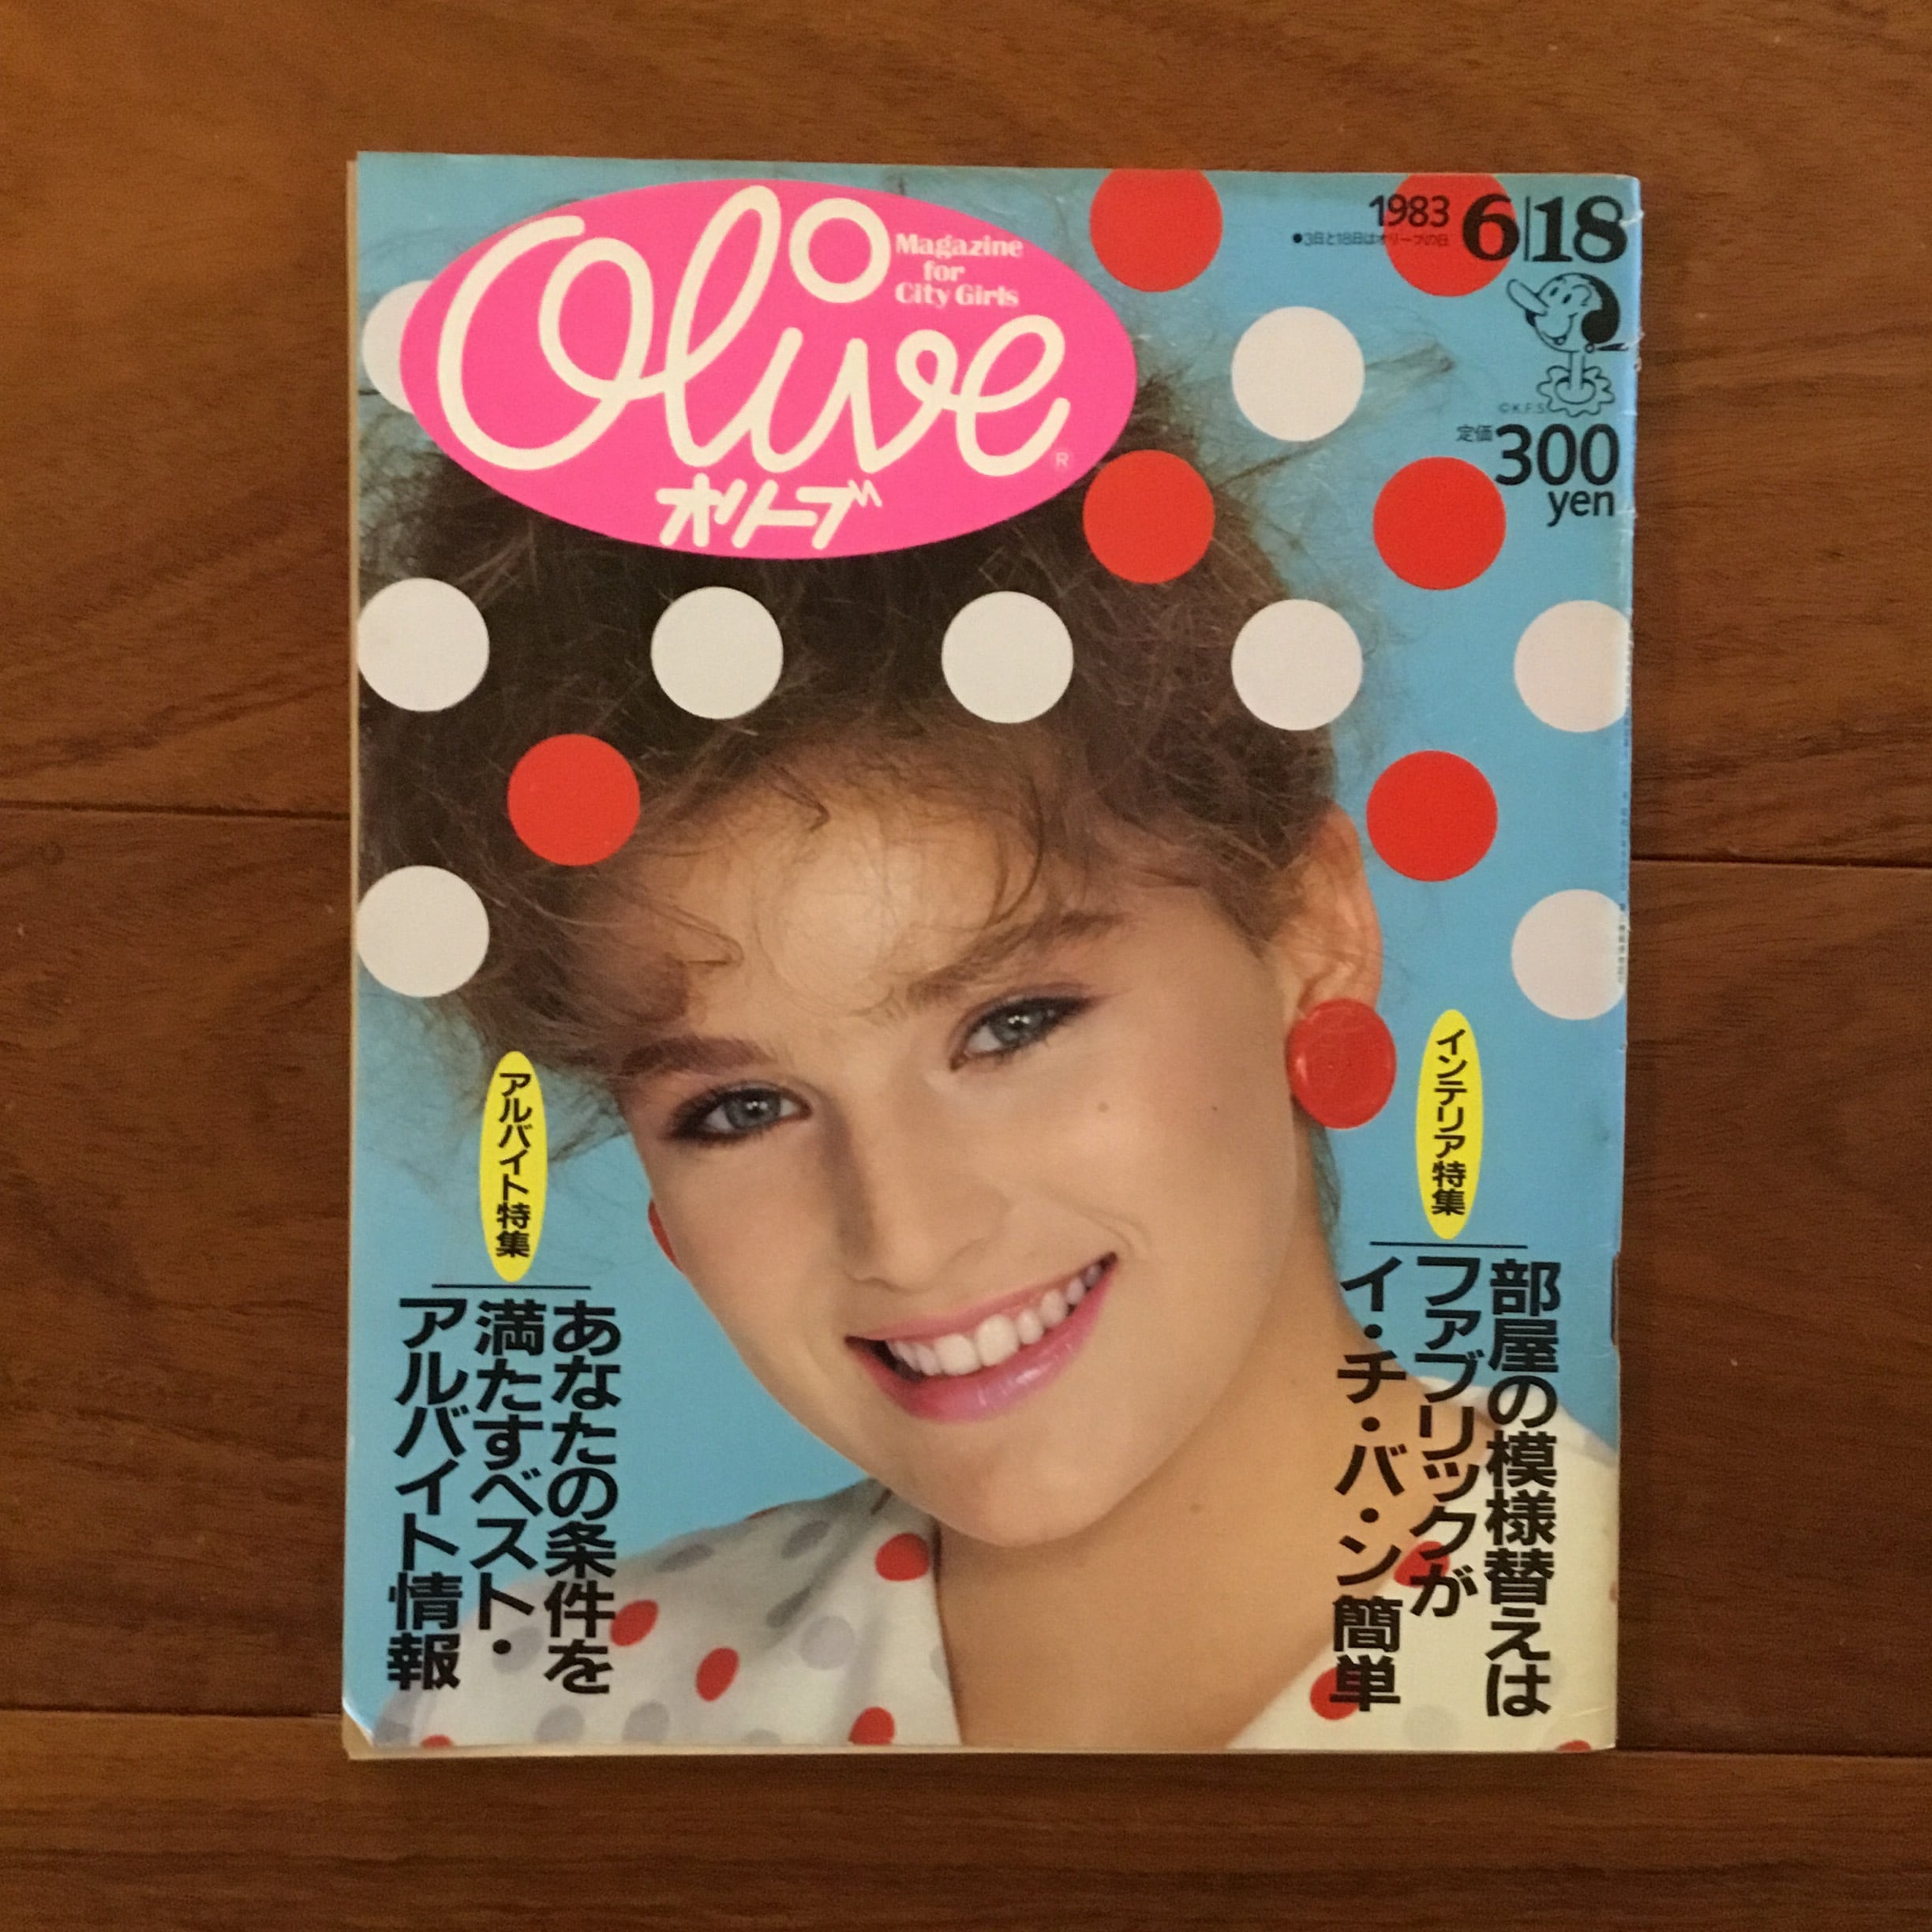 Olive
Magazine
for
City Girls
®
オリーブ
1983 6|18
●3日と18日はオリーブの日
©K.F.S
定価300
yen
インテリア特集
部屋の模様替えは
ファブリックが
イ・チ・バ・ン簡単
アルバイト特集
あなたの条件を
満たすベスト・
アルバイト情報